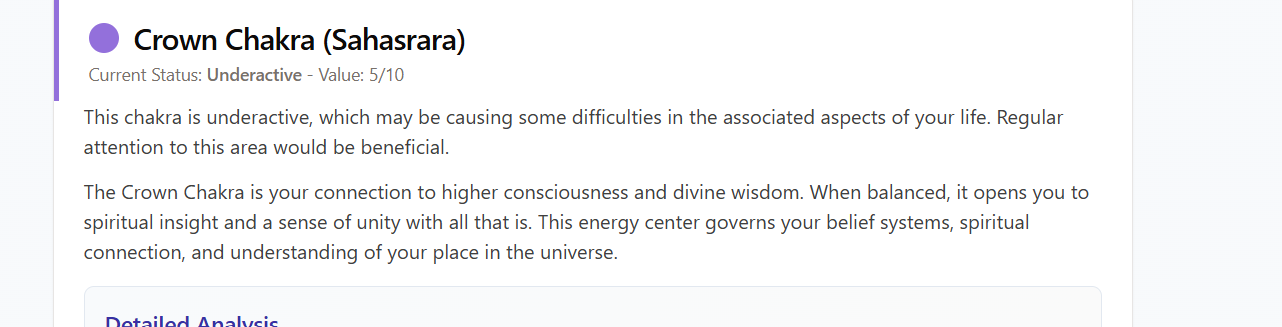 Crown Chakra (Sahasrara)
Current Status: Underactive - Value: 5/10
This chakra is underactive, which may be causing some difficulties in the associated aspects of your life. Regular
attention to this area would be beneficial.
The Crown Chakra is your connection to higher consciousness and divine wisdom. When balanced, it opens you to
spiritual insight and a sense of unity with all that is. This energy center governs your belief systems, spiritual
connection, and understanding of your place in the universe.
Detailed Analysis